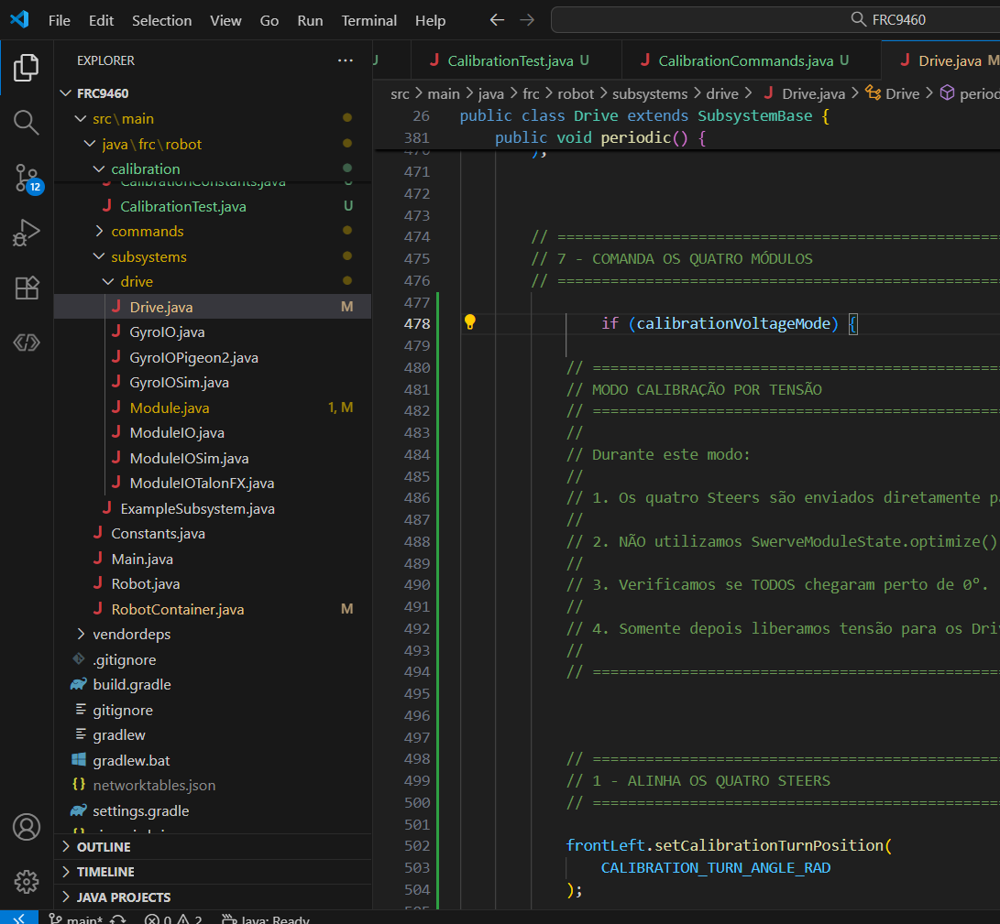 File Edit Selection View Go Run Terminal Help ← → FRC9460
EXPLORER ···
FRC9460
src\main
java\frc\robot
calibration
CalibrationConstants.java U
CalibrationTest.java U
commands
subsystems
drive
Drive.java M
GyroIO.java
GyroIOPigeon2.java
GyroIOSim.java
Module.java 1, M
ModuleIO.java
ModuleIOSim.java
ModuleIOTalonFX.java
ExampleSubsystem.java
Constants.java
Main.java
Robot.java
RobotContainer.java M
vendordeps
.gitignore
build.gradle
gitignore
gradlew
gradlew.bat
networktables.json
settings.gradle
OUTLINE
TIMELINE
JAVA PROJECTS
12
main* 0 2 Java: Ready
CalibrationTest.java U CalibrationCommands.java U Drive.java M
src > main > java > frc > robot > subsystems > drive > Drive.java > Drive > period
26 public class Drive extends SubsystemBase {
381 public void periodic() {
470 );
471
472
473
474 // ==================================================
475 // 7 - COMANDA OS QUATRO MÓDULOS
476 // ==================================================
477
478 if (calibrationVoltageMode) {
479
480 // ==============================================
481 // MODO CALIBRAÇÃO POR TENSÃO
482 // ==============================================
483 //
484 // Durante este modo:
485 //
486 // 1. Os quatro Steers são enviados diretamente pa
487 //
488 // 2. NÃO utilizamos SwerveModuleState.optimize()
489 //
490 // 3. Verificamos se TODOS chegaram perto de 0º.
491 //
492 // 4. Somente depois liberamos tensão para os Dri
493 //
494 // ==============================================
495
496
497
498 // ==============================================
499 // 1 - ALINHA OS QUATRO STEERS
500 // ==============================================
501
502 frontLeft.setCalibrationTurnPosition(
503 CALIBRATION_TURN_ANGLE_RAD
504 );
505